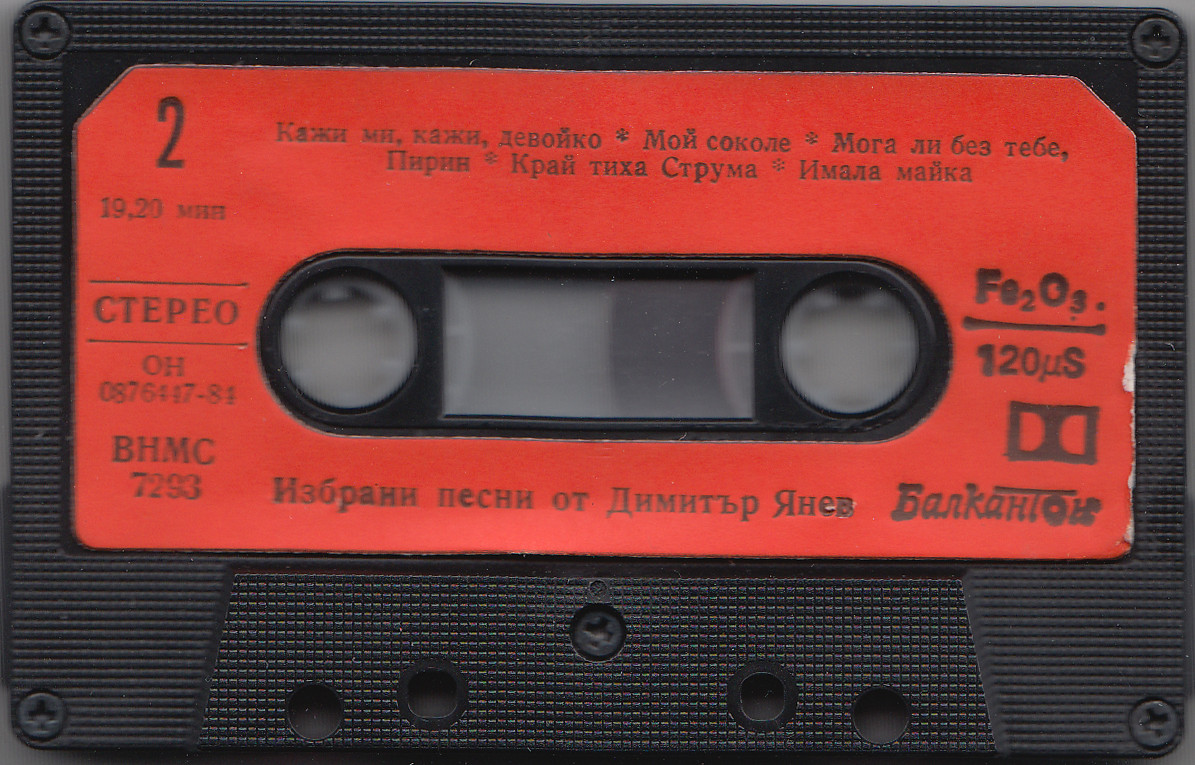 2
Кажи ми, кажи, девойко * Мой соколе * Мога ли без тебе,
Пирин * Край тиха Струма * Имала майка
19,20 мин
СТЕРЕО
ОН
0876447-84
ВНМС
7293
Fe₂O₃.
120μS
Избрани песни от Димитър Янев
Балкантон